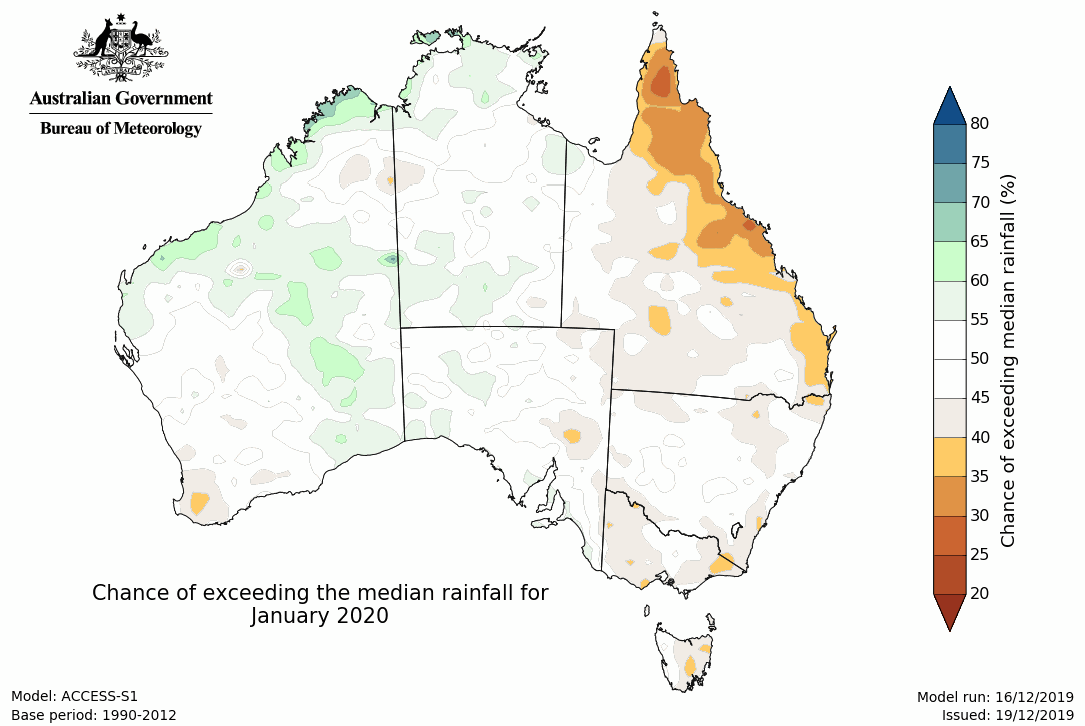 Australian Government
Bureau of Meteorology
80
75
70
65
60
55
50
45
40
35
30
25
20
Chance of exceeding median rainfall (%)
Chance of exceeding the median rainfall for
January 2020
Model: ACCESS-S1
Base period: 1990-2012
Model run: 16/12/2019
Issued: 19/12/2019